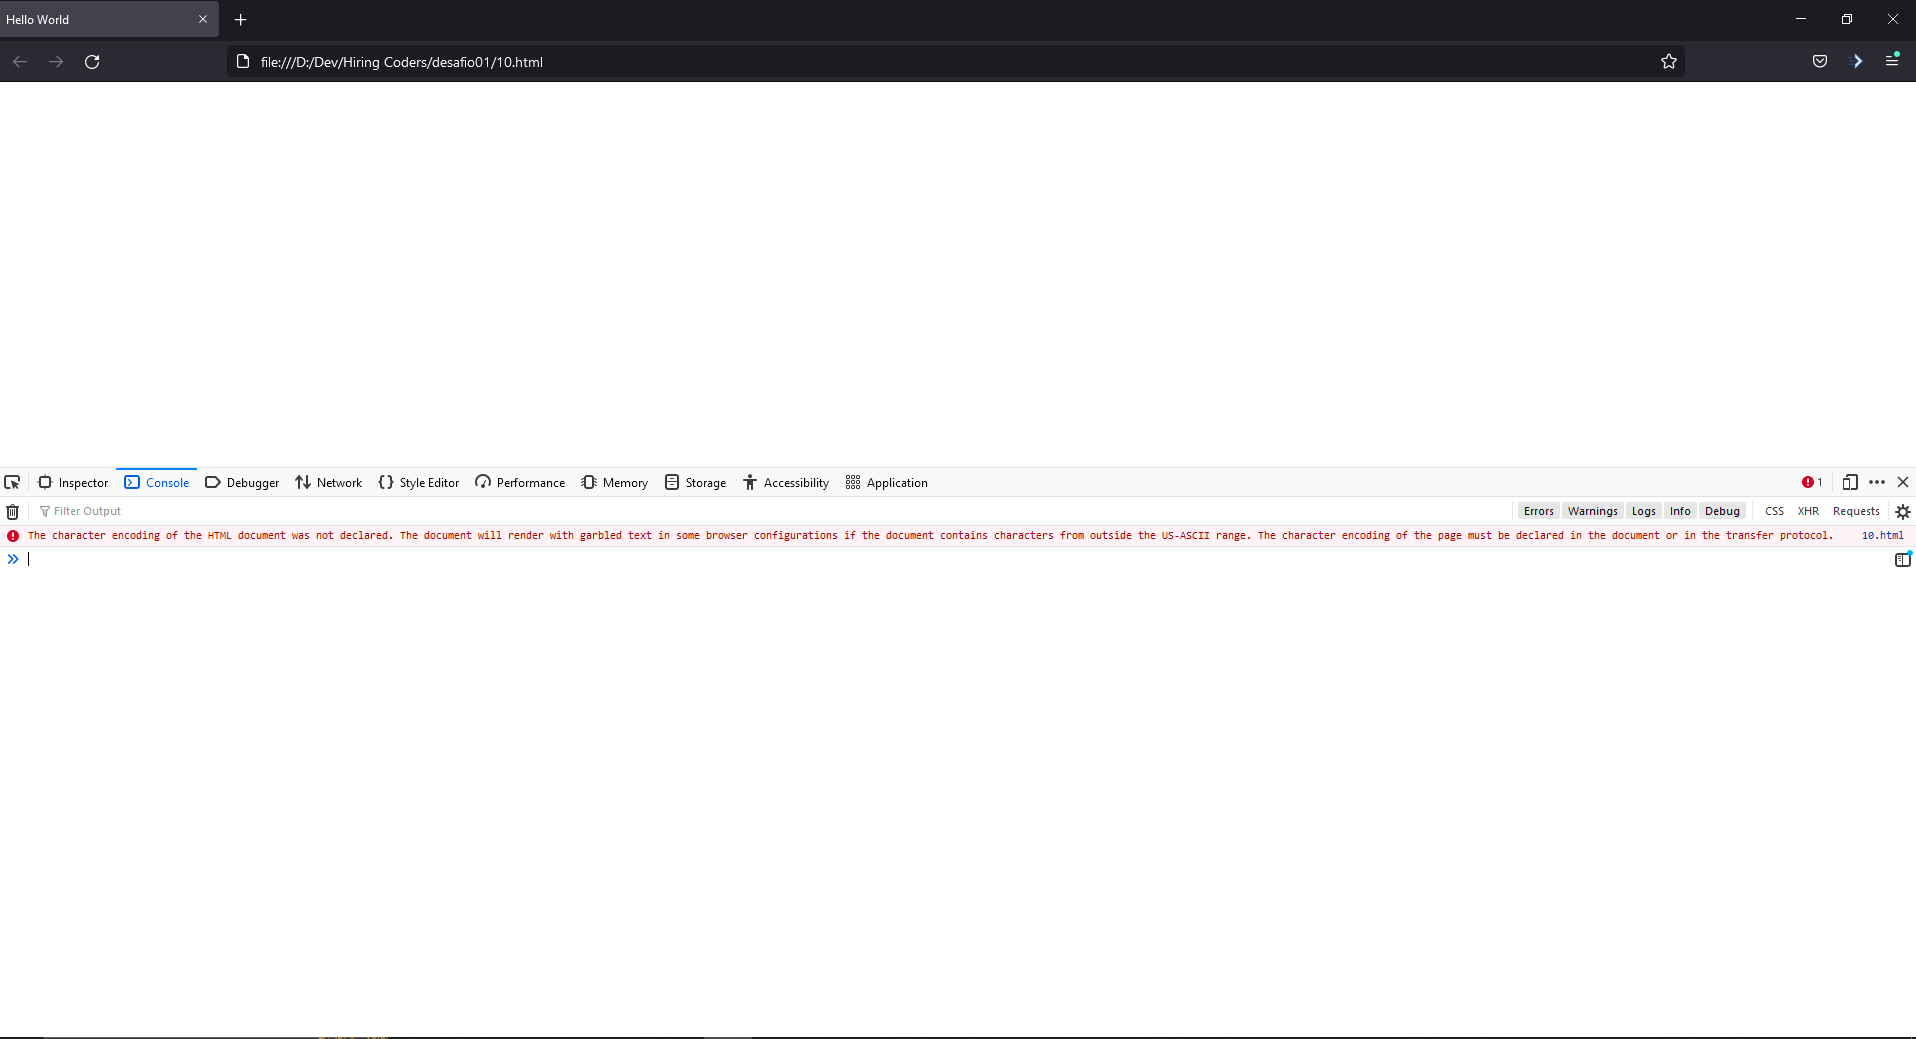 Hello World
file:///D:/Dev/Hiring Coders/desafio01/10.html
Inspector Console Debugger Network Style Editor Performance Memory Storage Accessibility Application 1
Filter Output Errors Warnings Logs Info Debug CSS XHR Requests
The character encoding of the HTML document was not declared. The document will render with garbled text in some browser configurations if the document contains characters from outside the US-ASCII range. The character encoding of the page must be declared in the document or in the transfer protocol. 10.html